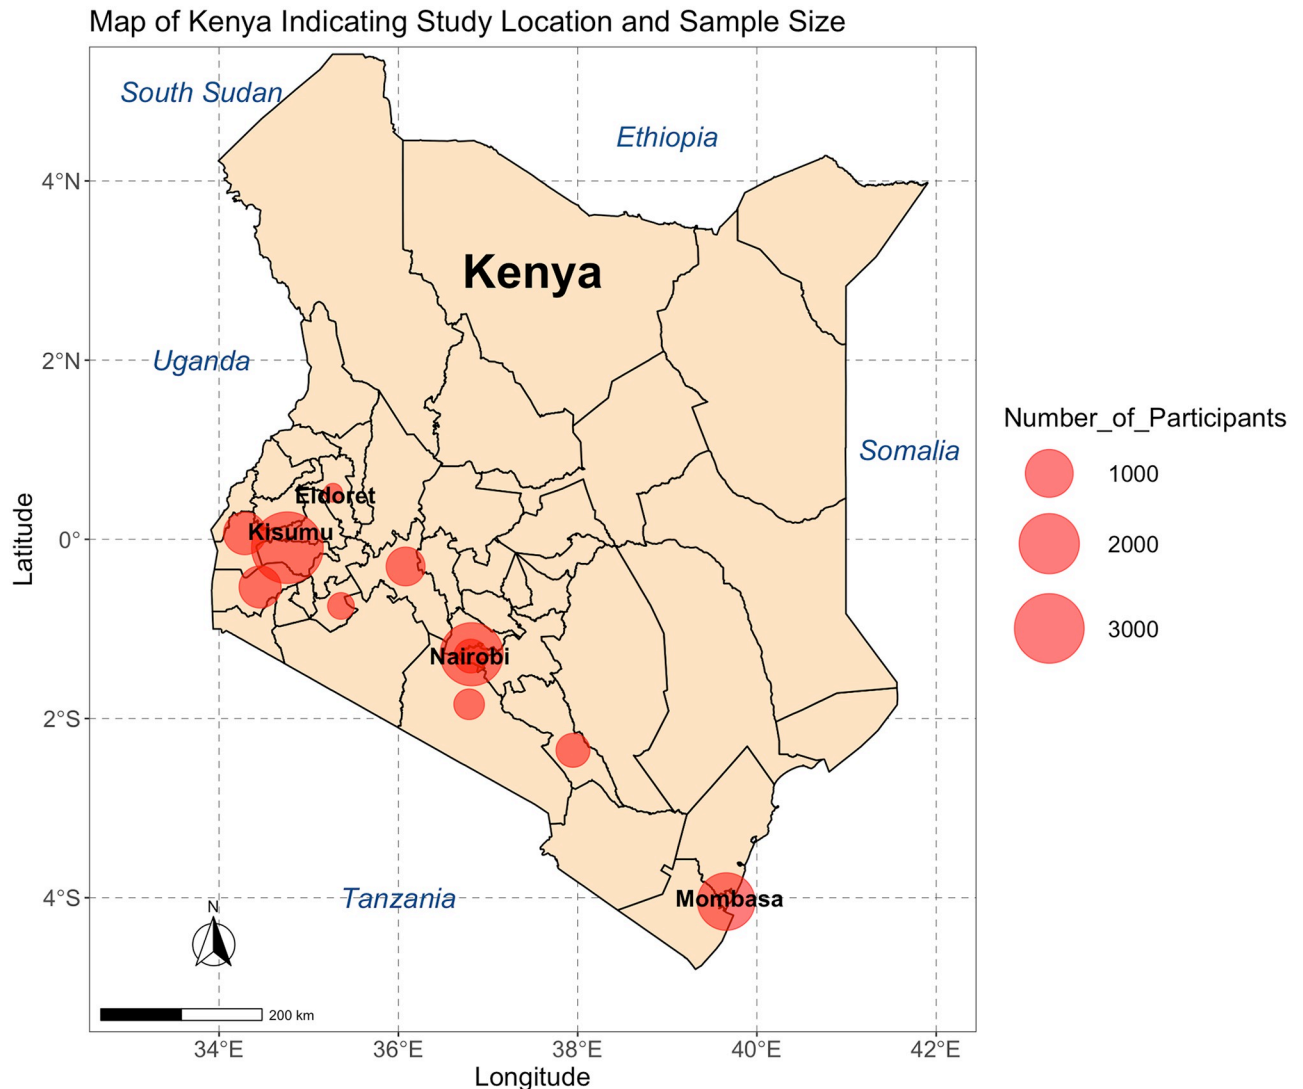 Map of Kenya Indicating Study Location and Sample Size
South Sudan
Ethiopia
4°N
Kenya
2°N
Uganda
Number_of_Participants
Somalia
1000
Eldoret
Kisumu
0°
2000
Latitude
3000
Nairobi
2°S
4°S
Tanzania
Mombasa
N
200 km
34°E
36°E
38°E
40°E
42°E
Longitude